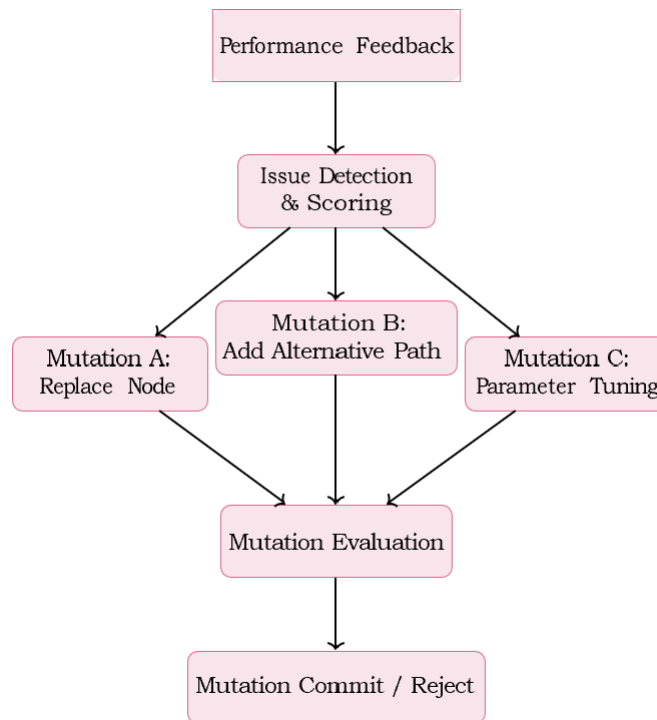 Performance Feedback
Issue Detection
& Scoring
Mutation A:
Replace Node
Mutation B:
Add Alternative Path
Mutation C:
Parameter Tuning
Mutation Evaluation
Mutation Commit / Reject